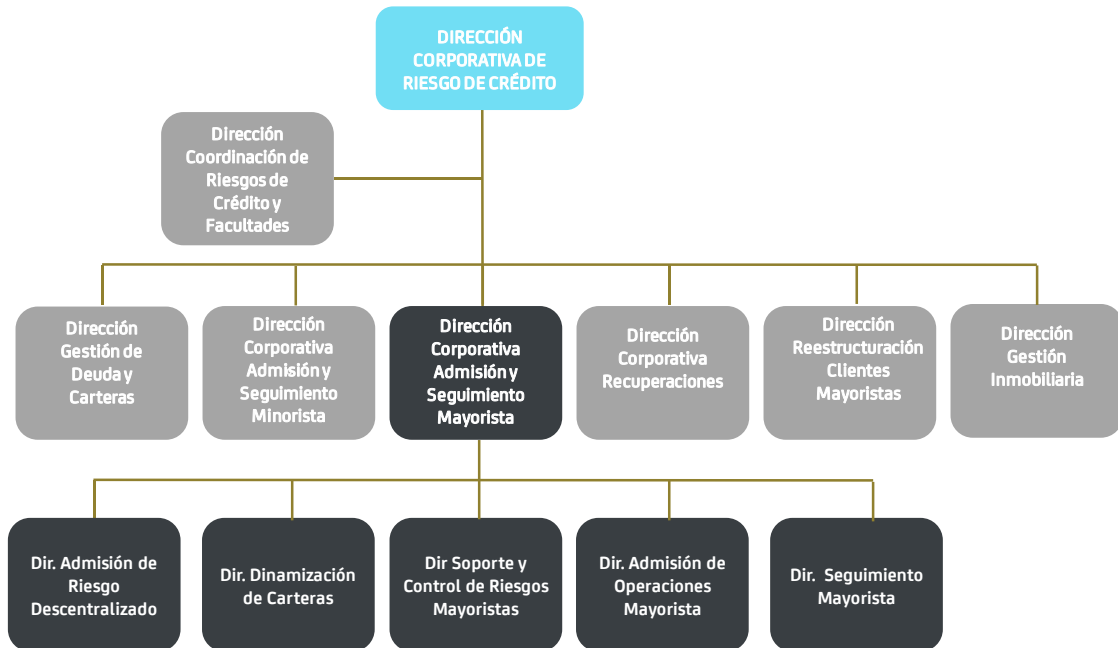 DIRECCIÓN
CORPORATIVA DE
RIESGO DE CRÉDITO
Dirección
Coordinación de
Riesgos de
Crédito y
Facultades
Dirección
Gestión de
Deuda y
Carteras
Dirección
Corporativa
Admisión y
Seguimiento
Minorista
Dirección
Corporativa
Admisión y
Seguimiento
Mayorista
Dirección
Corporativa
Recuperaciones
Dirección
Reestructuración
Clientes
Mayoristas
Dirección
Gestión
Inmobiliaria
Dir. Admisión de
Riesgo
Descentralizado
Dir. Dinamización
de Carteras
Dir Soporte y
Control de Riesgos
Mayoristas
Dir. Admisión de
Operaciones
Mayorista
Dir. Seguimiento
Mayorista